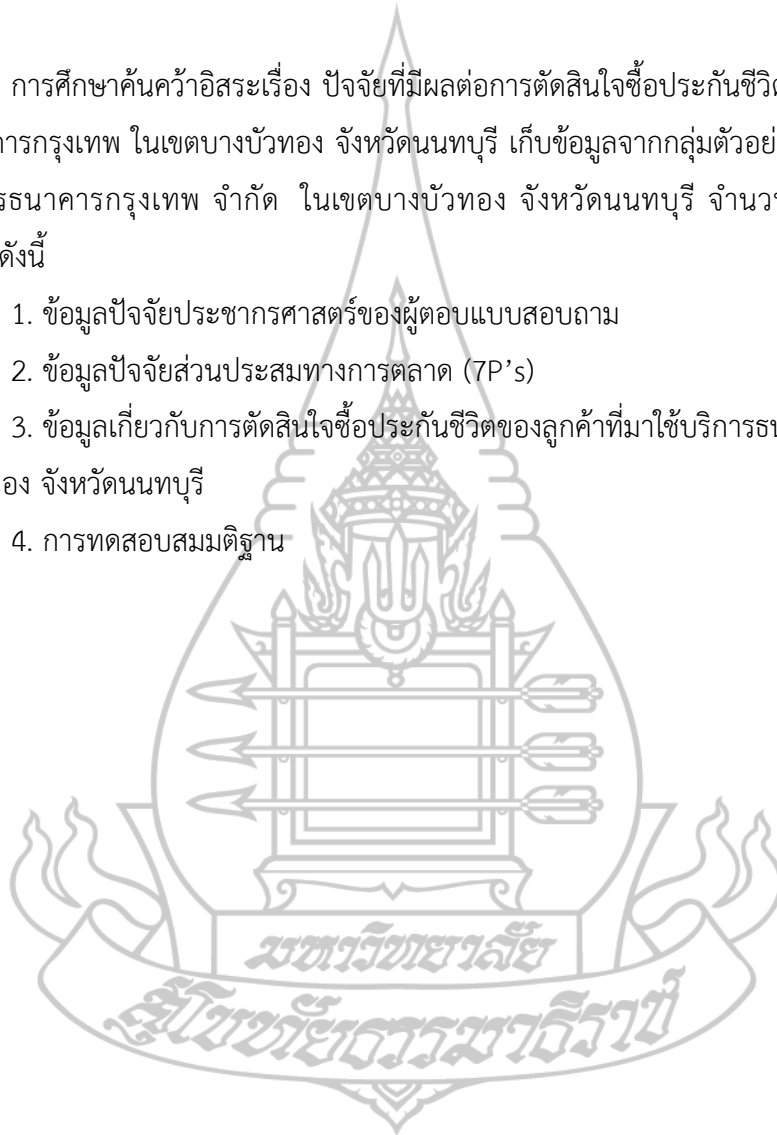 การศึกษาค้นคว้าอิสระเรื่อง ปัจจัยที่มีผลต่อการตัดสินใจซื้อประกันชีวิต
การกรุงเทพ ในเขตบางบัวทอง จังหวัดนนทบุรี เก็บข้อมูลจากกลุ่มตัวอย่
รธนาคารกรุงเทพ จำกัด ในเขตบางบัวทอง จังหวัดนนทบุรี จำนว
ดังนี้
1. ข้อมูลปัจจัยประชากรศาสตร์ของผู้ตอบแบบสอบถาม
2. ข้อมูลปัจจัยส่วนประสมทางการตลาด (7P’s)
3. ข้อมูลเกี่ยวกับการตัดสินใจซื้อประกันชีวิตของลูกค้าที่มาใช้บริการธน
อง จังหวัดนนทบุรี
4. การทดสอบสมมติฐาน
มหาวิทยาลัย
สุโขทัยธรรมาธิราช